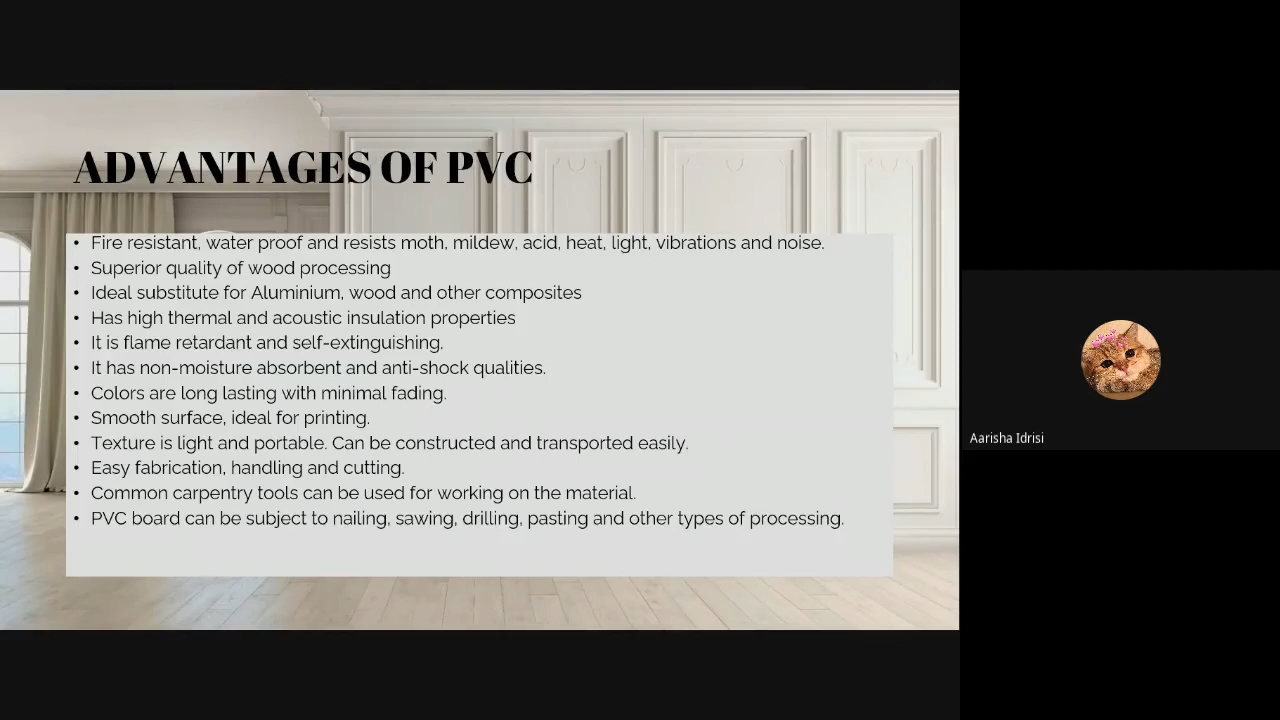 ADVANTAGES OF PVC
• Fire resistant, water proof and resists moth, mildew, acid, heat, light, vibrations and noise.
• Superior quality of wood processing
• Ideal substitute for Aluminium, wood and other composites
• Has high thermal and acoustic insulation properties
• It is flame retardant and self-extinguishing.
• It has non-moisture absorbent and anti-shock qualities.
• Colors are long lasting with minimal fading.
• Smooth surface, ideal for printing.
• Texture is light and portable. Can be constructed and transported easily.
• Easy fabrication, handling and cutting.
• Common carpentry tools can be used for working on the material.
• PVC board can be subject to nailing, sawing, drilling, pasting and other types of processing.
Aarisha Idrisi